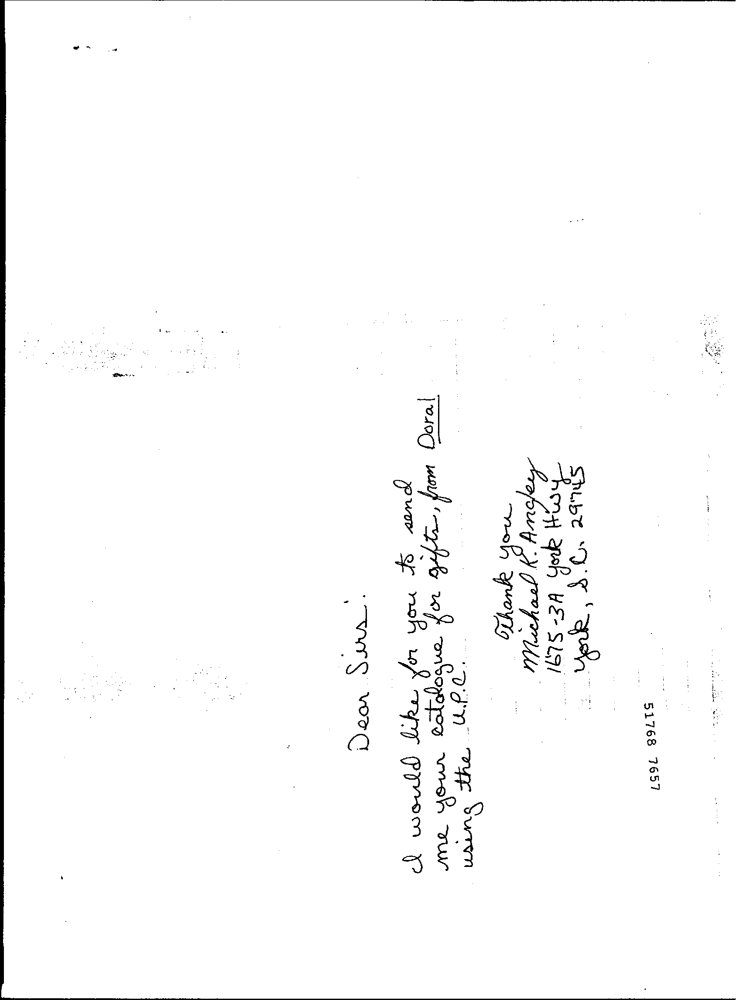 Dear Sirs:
I would like for you to send
me your catalogue for gifts, from Doral
using the U.P.C.
Thank you
Michael R.
1675-3A York Hwy
York, S.C. 29745
51768 7657